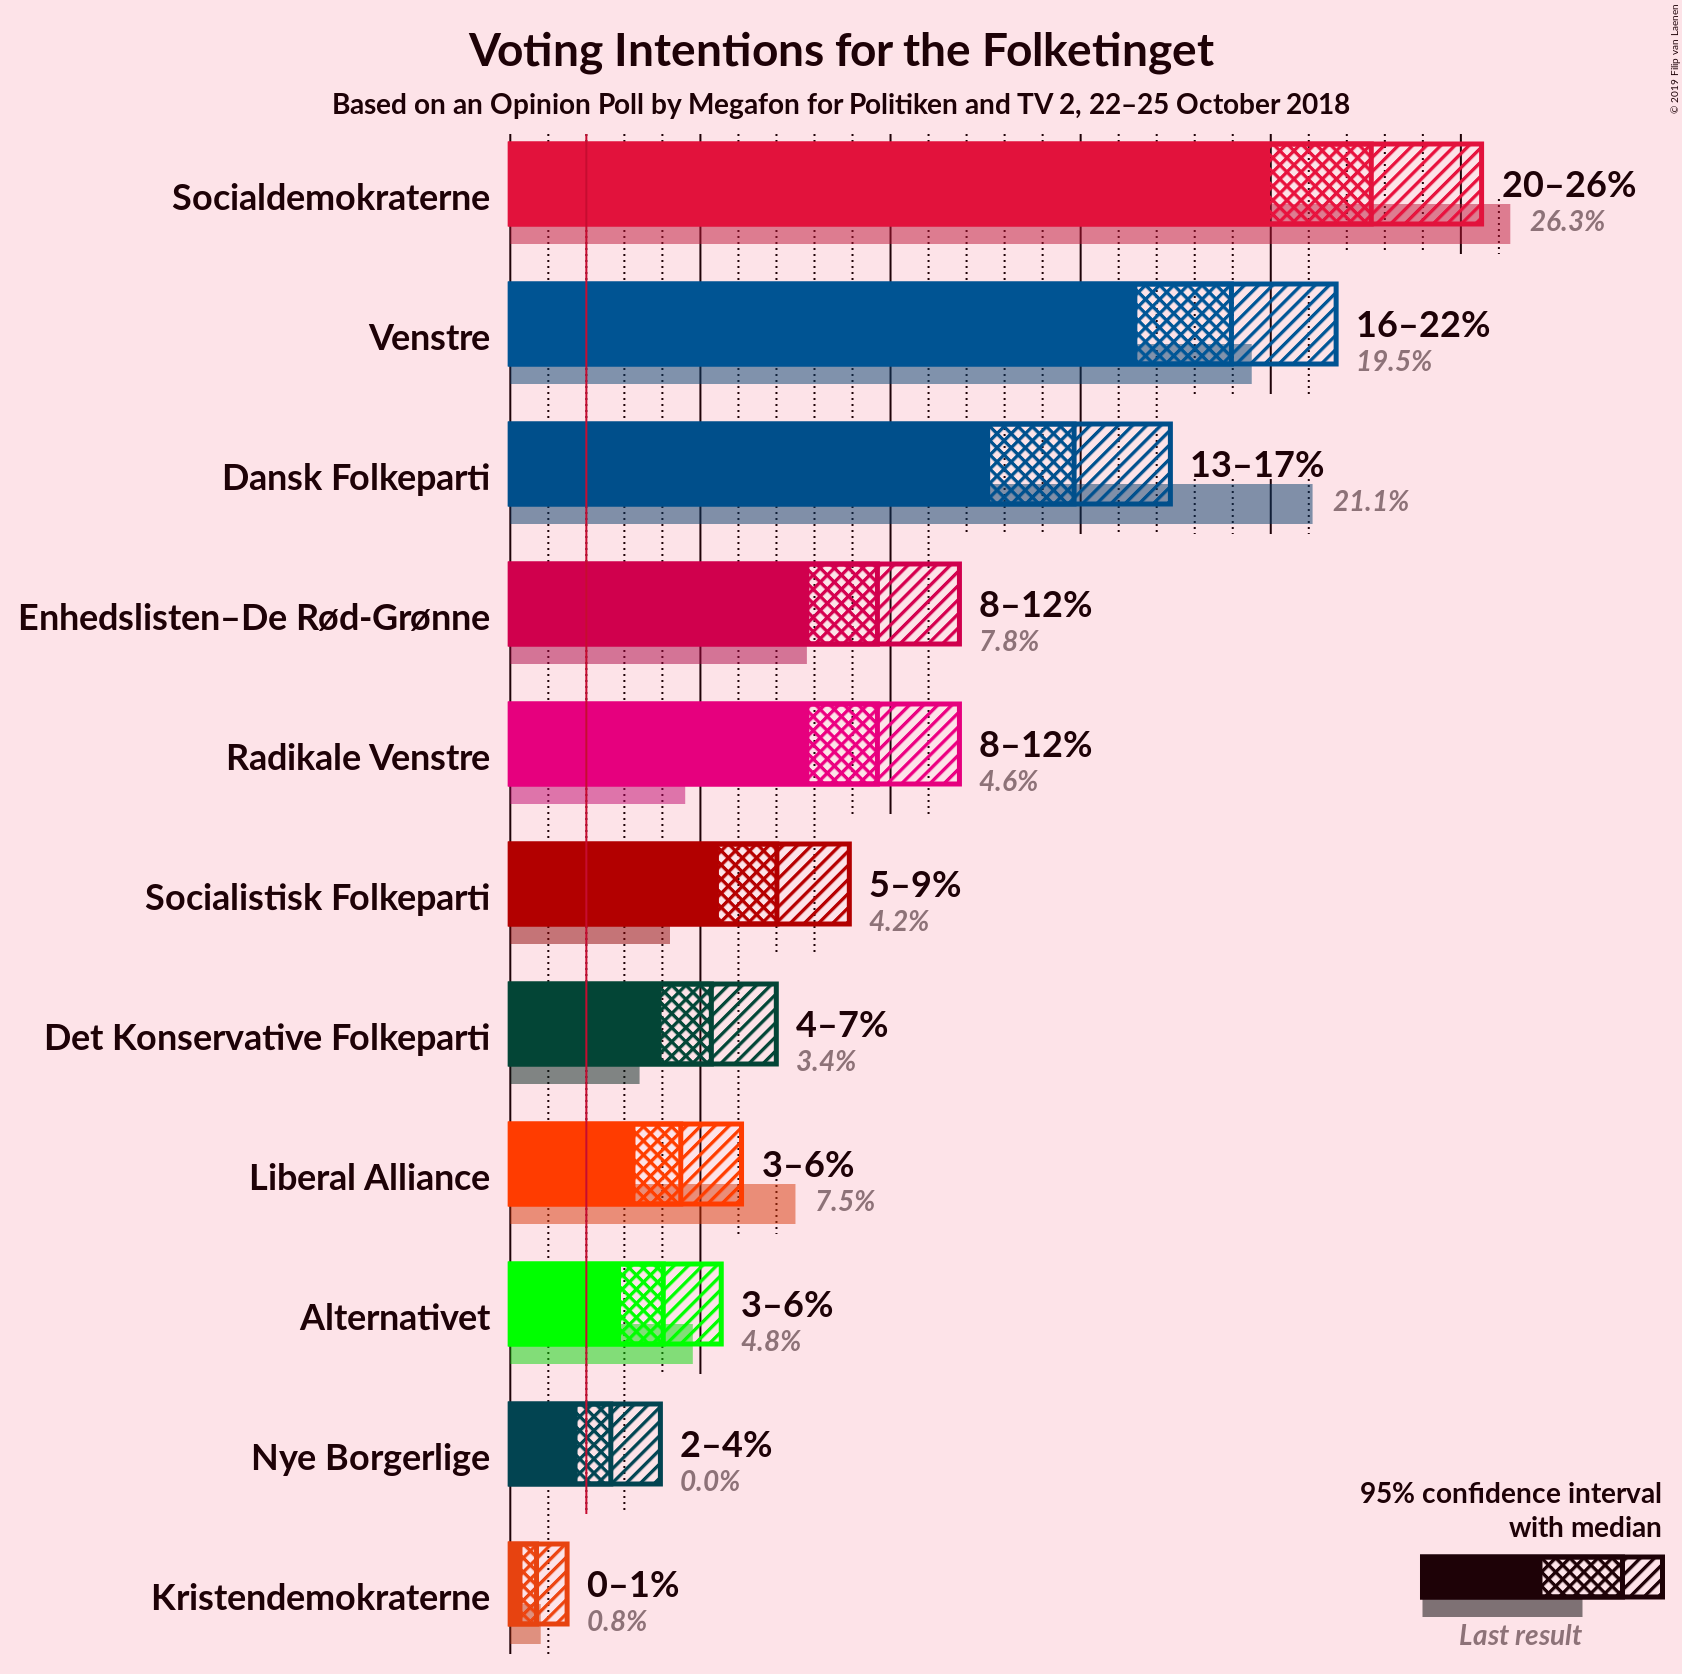 © 2019 Filip van Laenen
Voting Intentions for the Folketinget
Based on an Opinion Poll by Megafon for Politiken and TV 2, 22–25 October 2018
Socialdemokraterne
20–26%
26.3%
Venstre
16–22%
19.5%
Dansk Folkeparti
13–17%
21.1%
Enhedslisten–De Rød-Grønne
8–12%
7.8%
Radikale Venstre
8–12%
4.6%
Socialistisk Folkeparti
5–9%
4.2%
Det Konservative Folkeparti
4–7%
3.4%
Liberal Alliance
3–6%
7.5%
Alternativet
3–6%
4.8%
Nye Borgerlige
2–4%
0.0%
Kristendemokraterne
0–1%
0.8%
95% confidence interval
with median
Last result